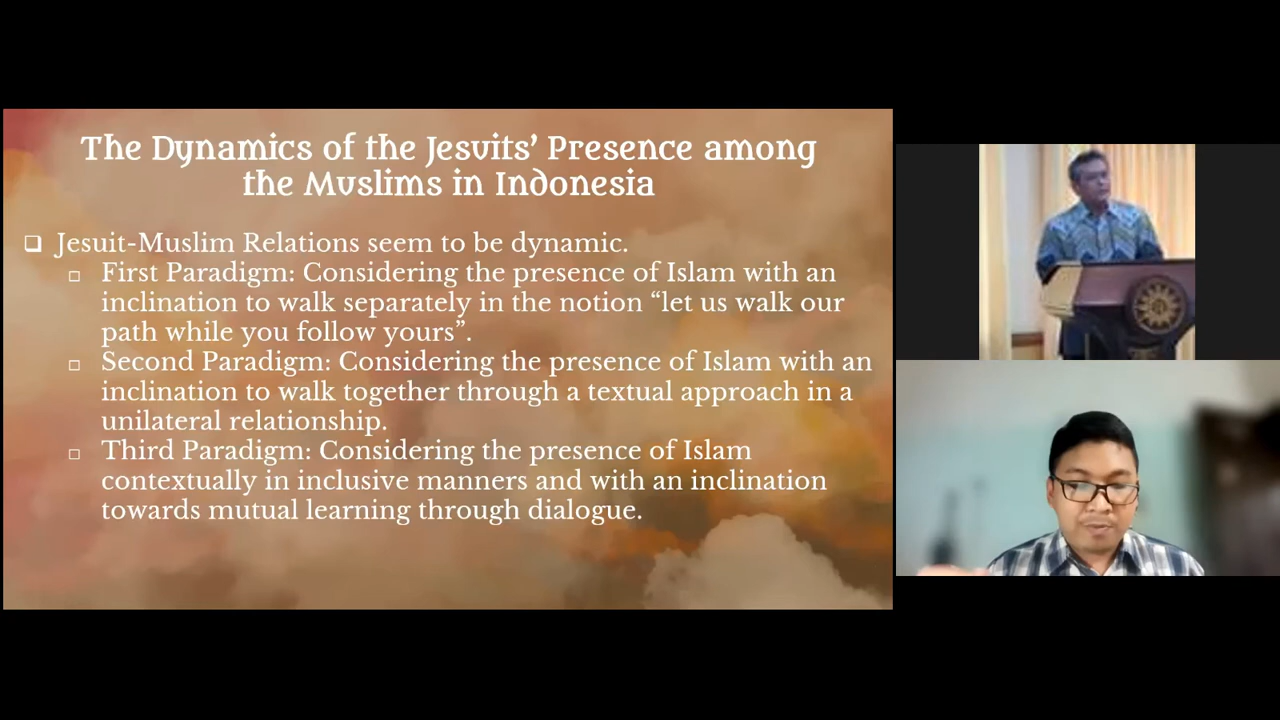 The Dynamics of the Jesuits’ Presence among
the Muslims in Indonesia
Jesuit-Muslim Relations seem to be dynamic.
First Paradigm: Considering the presence of Islam with an
inclination to walk separately in the notion “let us walk our
path while you follow yours”.
Second Paradigm: Considering the presence of Islam with an
inclination to walk together through a textual approach in a
unilateral relationship.
Third Paradigm: Considering the presence of Islam
contextually in inclusive manners and with an inclination
towards mutual learning through dialogue.